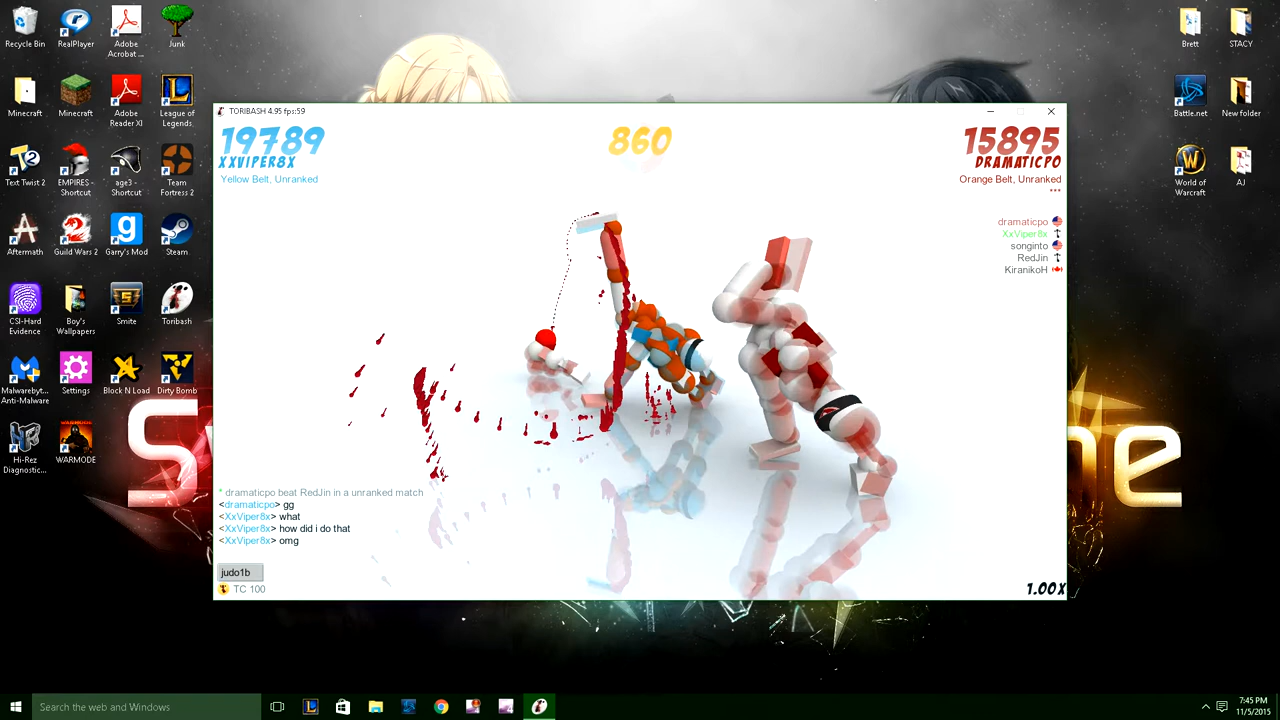 Recycle Bin
RealPlayer
Adobe
Acrobat ...
Junk
Brett
STACY
Minecraft
Minecraft
Adobe
Reader XI
League of
Legends
Battle.net
New folder
Text Twist 2
EMPIRES -
Shortcut
age3 -
Shortcut
Team
Fortress 2
World of
Warcraft
AJ
Aftermath
Guild Wars 2
Garry's Mod
Steam
CSI-Hard
Evidence
Boy's
Wallpapers
Smite
Toribash
Malwarebyt...
Anti-Malware
Settings
Block N Load
Dirty Bomb
Hi-Rez
Diagnostic...
WARMODE
TORIBASH 4.95 fps:59
19789
XXVIPER8X
Yellow Belt, Unranked
860
15895
DRAMATICPO
Orange Belt, Unranked
***
dramaticpo
XxViper8x
songinto
RedJin
KiranikoH
* dramaticpo beat RedJin in a unranked match
<dramaticpo> gg
<XxViper8x> what
<XxViper8x> how did i do that
<XxViper8x> omg
judo1b
TC 100
1.00X
Search the web and Windows
7:45 PM
11/5/2015